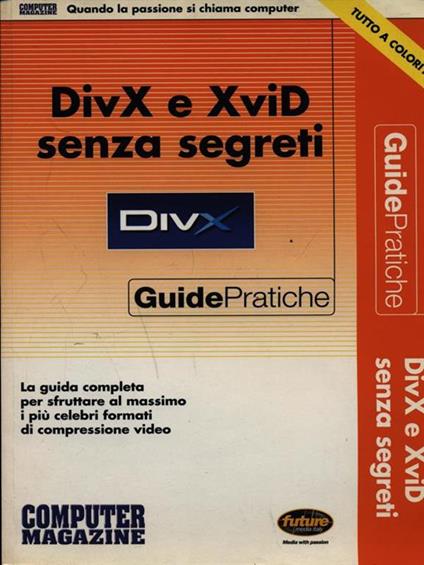 COMPUTER
MAGAZINE
Quando la passione si chiama computer
TUTTO A COLORI
DivX e XviD
senza segreti
DIVX
GuidePratiche
La guida completa
per sfruttare al massimo
i più celebri formati
di compressione video
COMPUTER
MAGAZINE
future
media italy
Media with passion
GuidePratiche
DivX e XviD
senza segreti